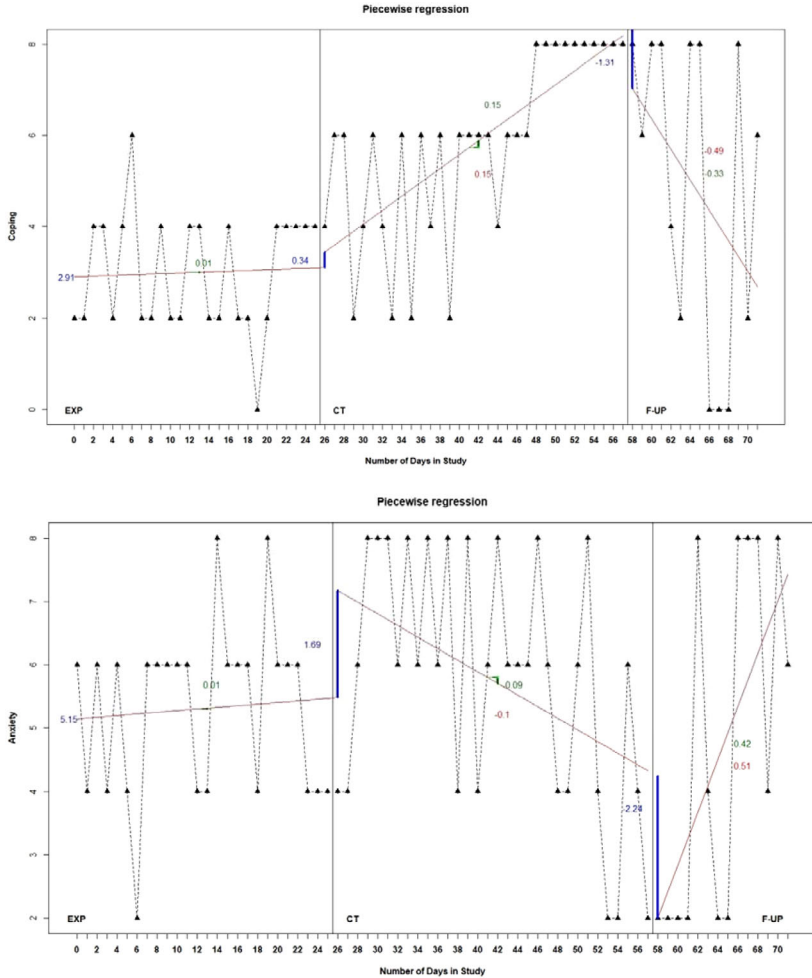 Piecewise regression
8
6
4
2
0
Coping
2.91
0.01
0.34
0.15
0.15
-1.31
-0.49
-0.33
EXP
CT
F-UP
0 2 4 6 8 10 12 14 16 18 20 22 24 26 28 30 32 34 36 38 40 42 44 46 48 50 52 54 56 58 60 62 64 66 68 70
Number of Days in Study
Piecewise regression
8
7
6
5
4
3
2
Anxiety
5.15
0.01
1.69
0.09
-0.1
-2.24
0.42
0.51
EXP
CT
F-UP
0 2 4 6 8 10 12 14 16 18 20 22 24 26 28 30 32 34 36 38 40 42 44 46 48 50 52 54 56 58 60 62 64 66 68 70
Number of Days in Study